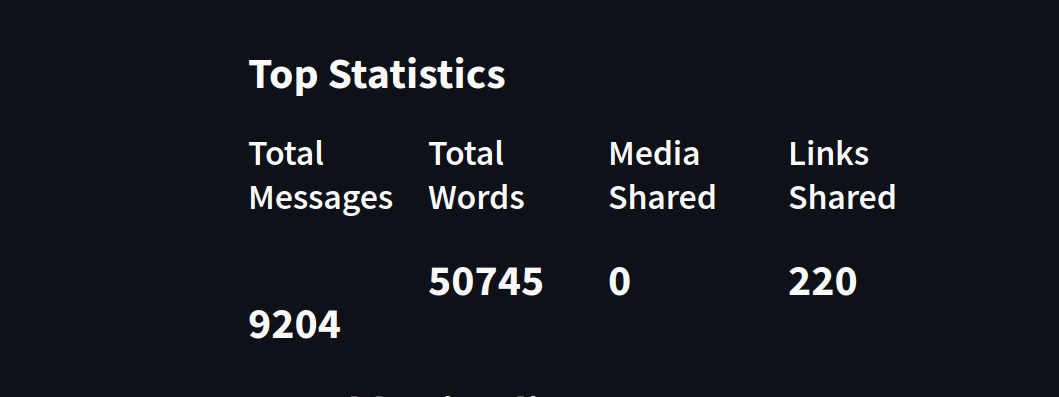 Top Statistics
Total Messages
Total Words
Media Shared
Links Shared
50745 0 220
9204